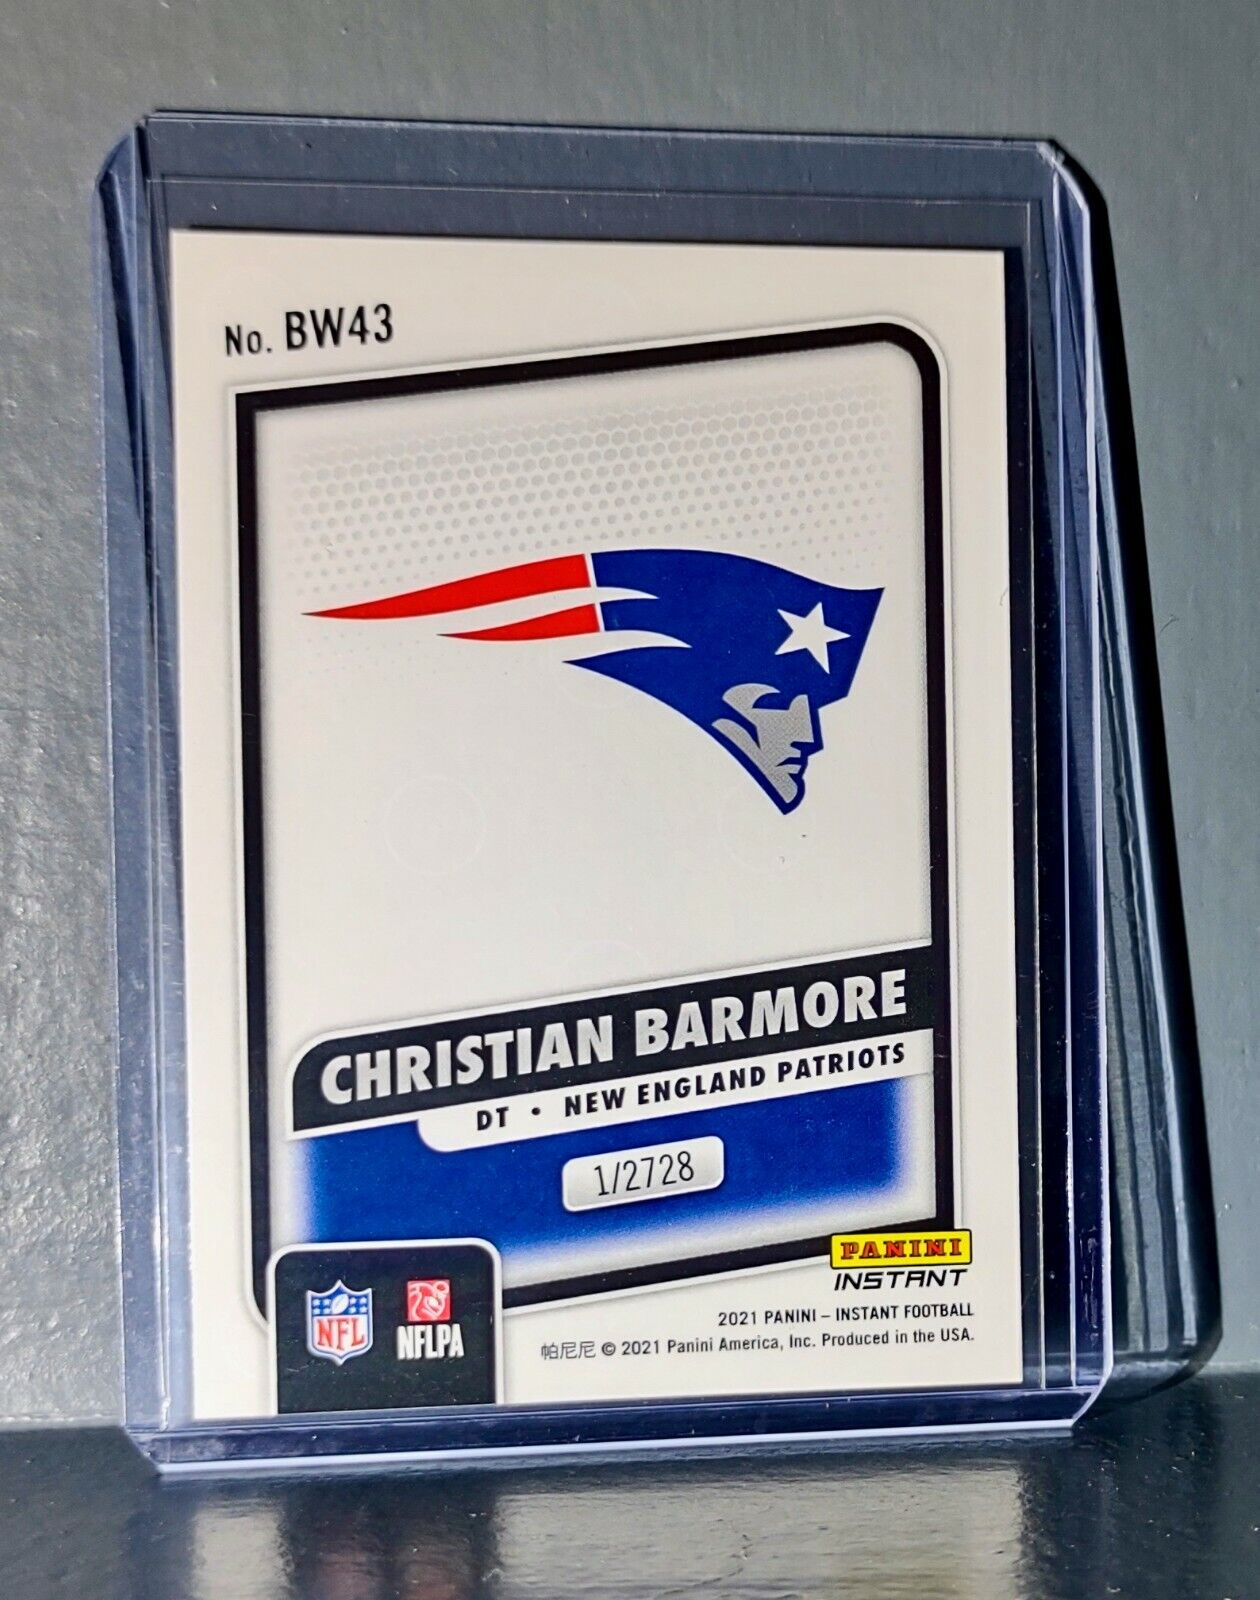 No. BW43
CHRISTIAN BARMORE
DT • NEW ENGLAND PATRIOTS
1/2728
PANINI
INSTANT
NFL
NFLPA
2021 PANINI – INSTANT FOOTBALL
帕尼尼 © 2021 Panini America, Inc. Produced in the USA.